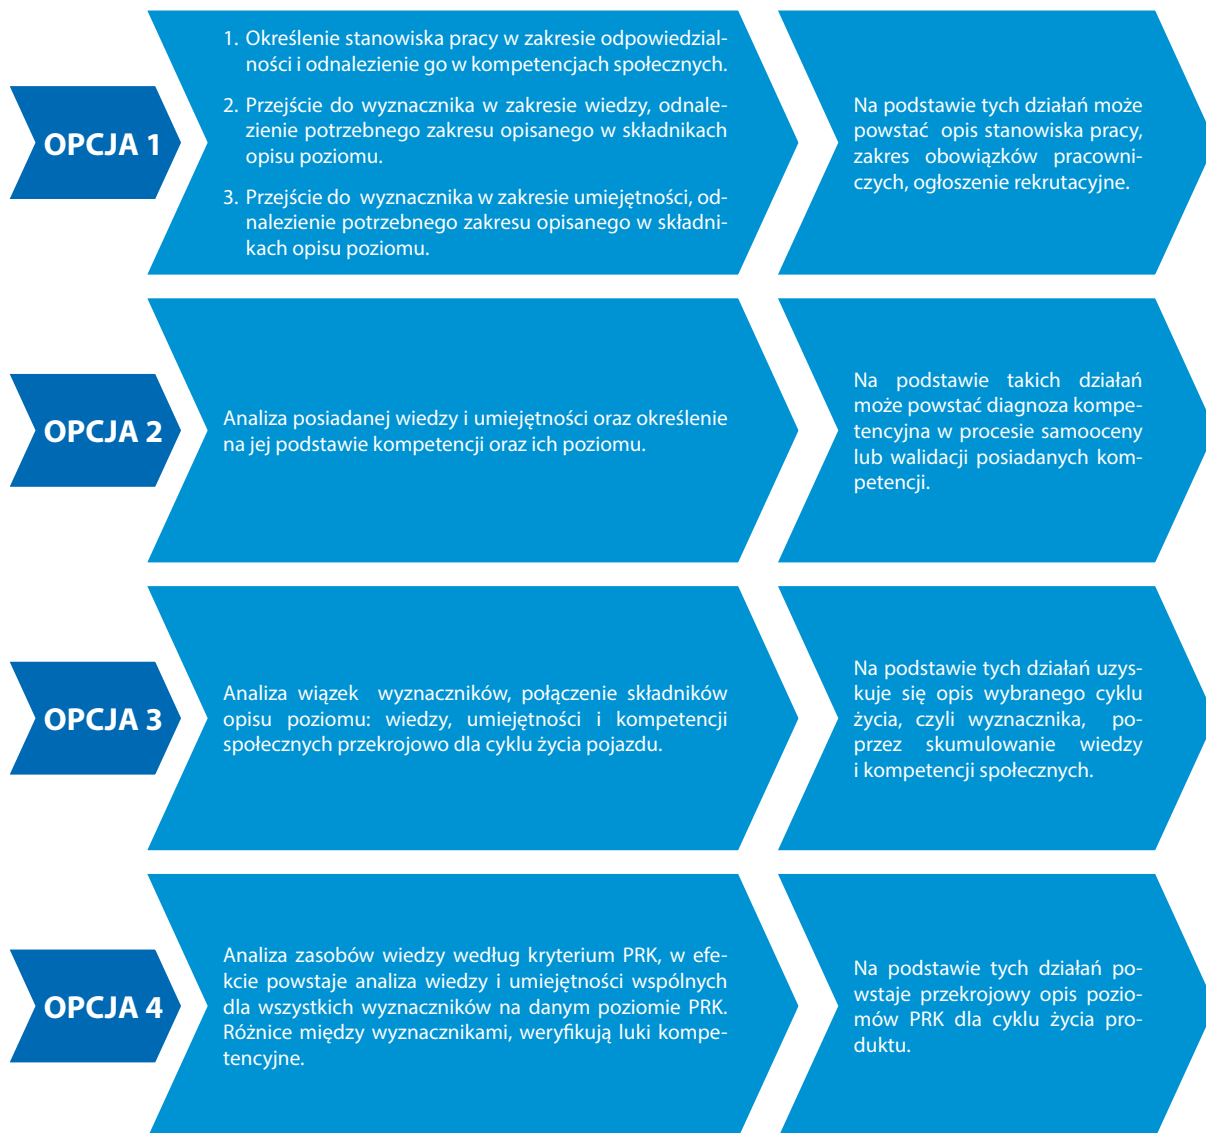 OPCJA 1
1. Określenie stanowiska pracy w zakresie odpowiedzial-
ności i odnalezienie go w kompetencjach społecznych.
2. Przejście do wyznacznika w zakresie wiedzy, odnale-
zienie potrzebnego zakresu opisanego w składnikach
opisu poziomu.
3. Przejście do wyznacznika w zakresie umiejętności, od-
nalezienie potrzebnego zakresu opisanego w składni-
kach opisu poziomu.
Na podstawie tych działań może
powstać opis stanowiska pracy,
zakres obowiązków pracowni-
czych, ogłoszenie rekrutacyjne.
OPCJA 2
Analiza posiadanej wiedzy i umiejętności oraz określenie
na jej podstawie kompetencji oraz ich poziomu.
Na podstawie takich działań
może powstać diagnoza kompe-
tencyjna w procesie samooceny
lub walidacji posiadanych kom-
petencji.
OPCJA 3
Analiza wiązek wyznaczników, połączenie składników
opisu poziomu: wiedzy, umiejętności i kompetencji
społecznych przekrojowo dla cyklu życia pojazdu.
Na podstawie tych działań uzys-
kuje się opis wybranego cyklu
życia, czyli wyznacznika, po-
przez skumulowanie wiedzy
i kompetencji społecznych.
OPCJA 4
Analiza zasobów wiedzy według kryterium PRK, w efe-
kcie powstaje analiza wiedzy i umiejętności wspólnych
dla wszystkich wyznaczników na danym poziomie PRK.
Różnice między wyznacznikami, weryfikują luki kompe-
tencyjne.
Na podstawie tych działań po-
wstaje przekrojowy opis pozio-
mów PRK dla cyklu życia pro-
duktu.